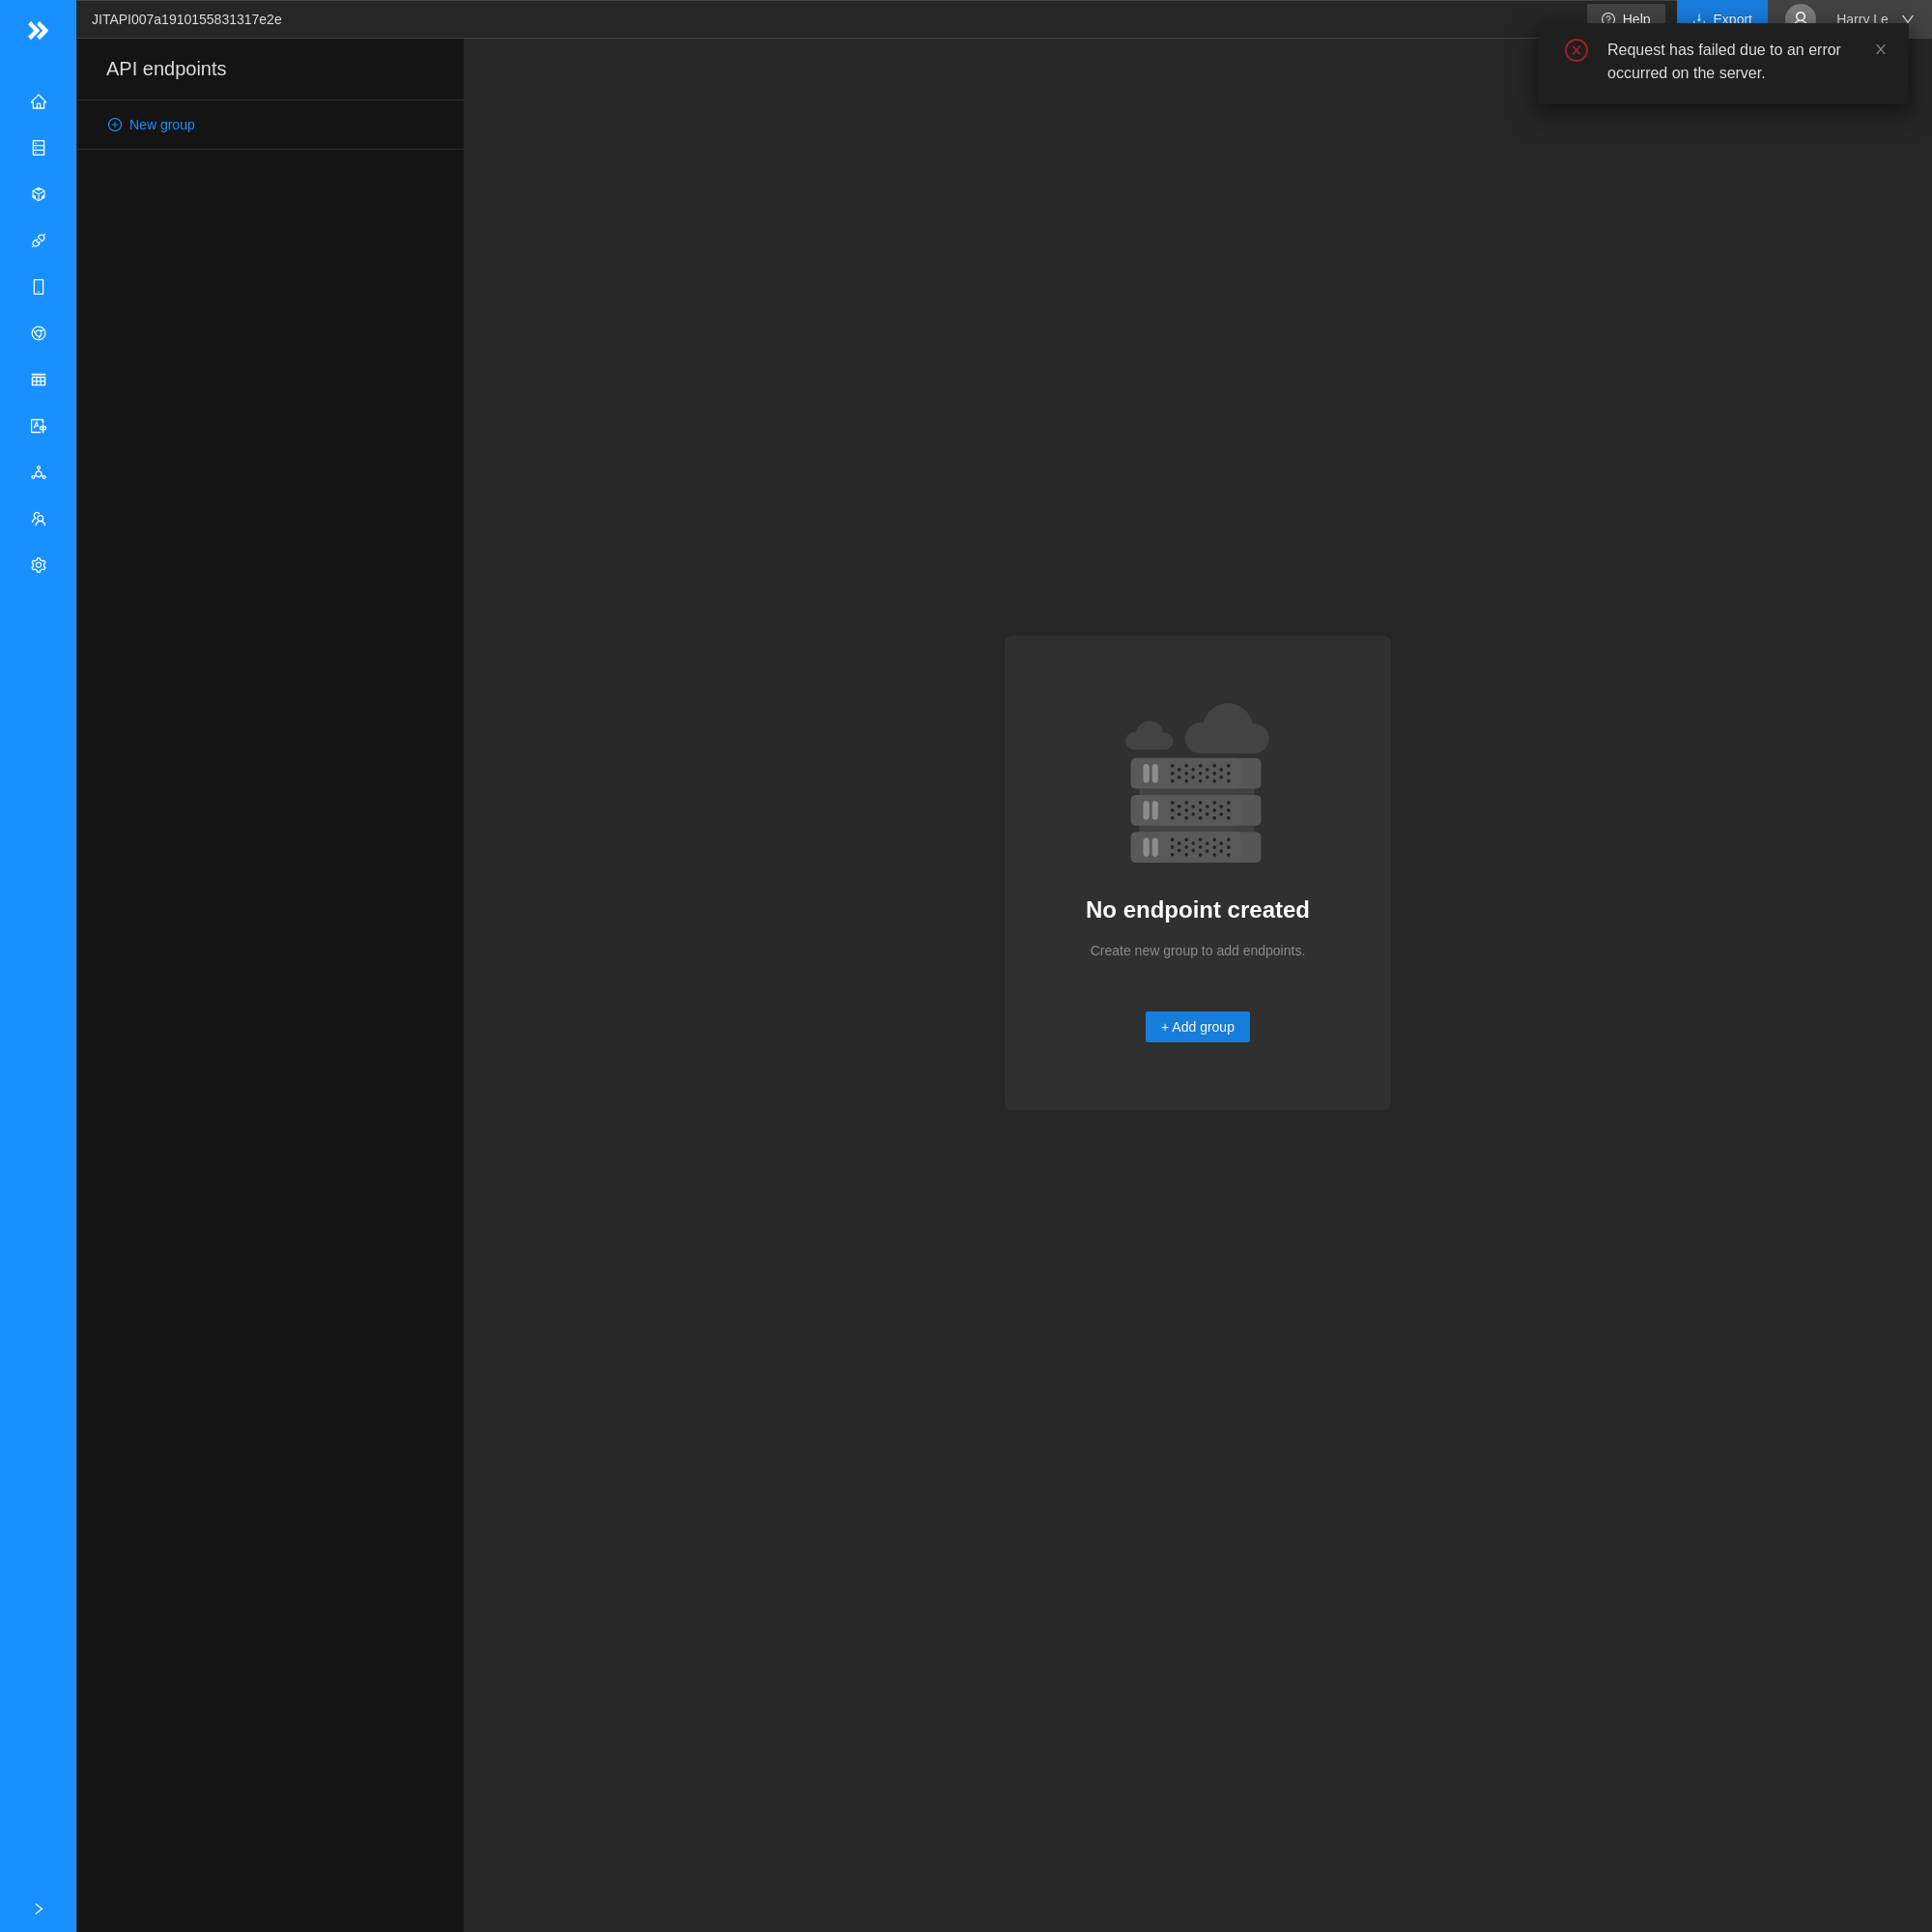 JITAPI007a1910155831317e2e
Help
Export
Harry Le
Request has failed due to an error
occurred on the server.
API endpoints
New group
No endpoint created
Create new group to add endpoints.
+ Add group